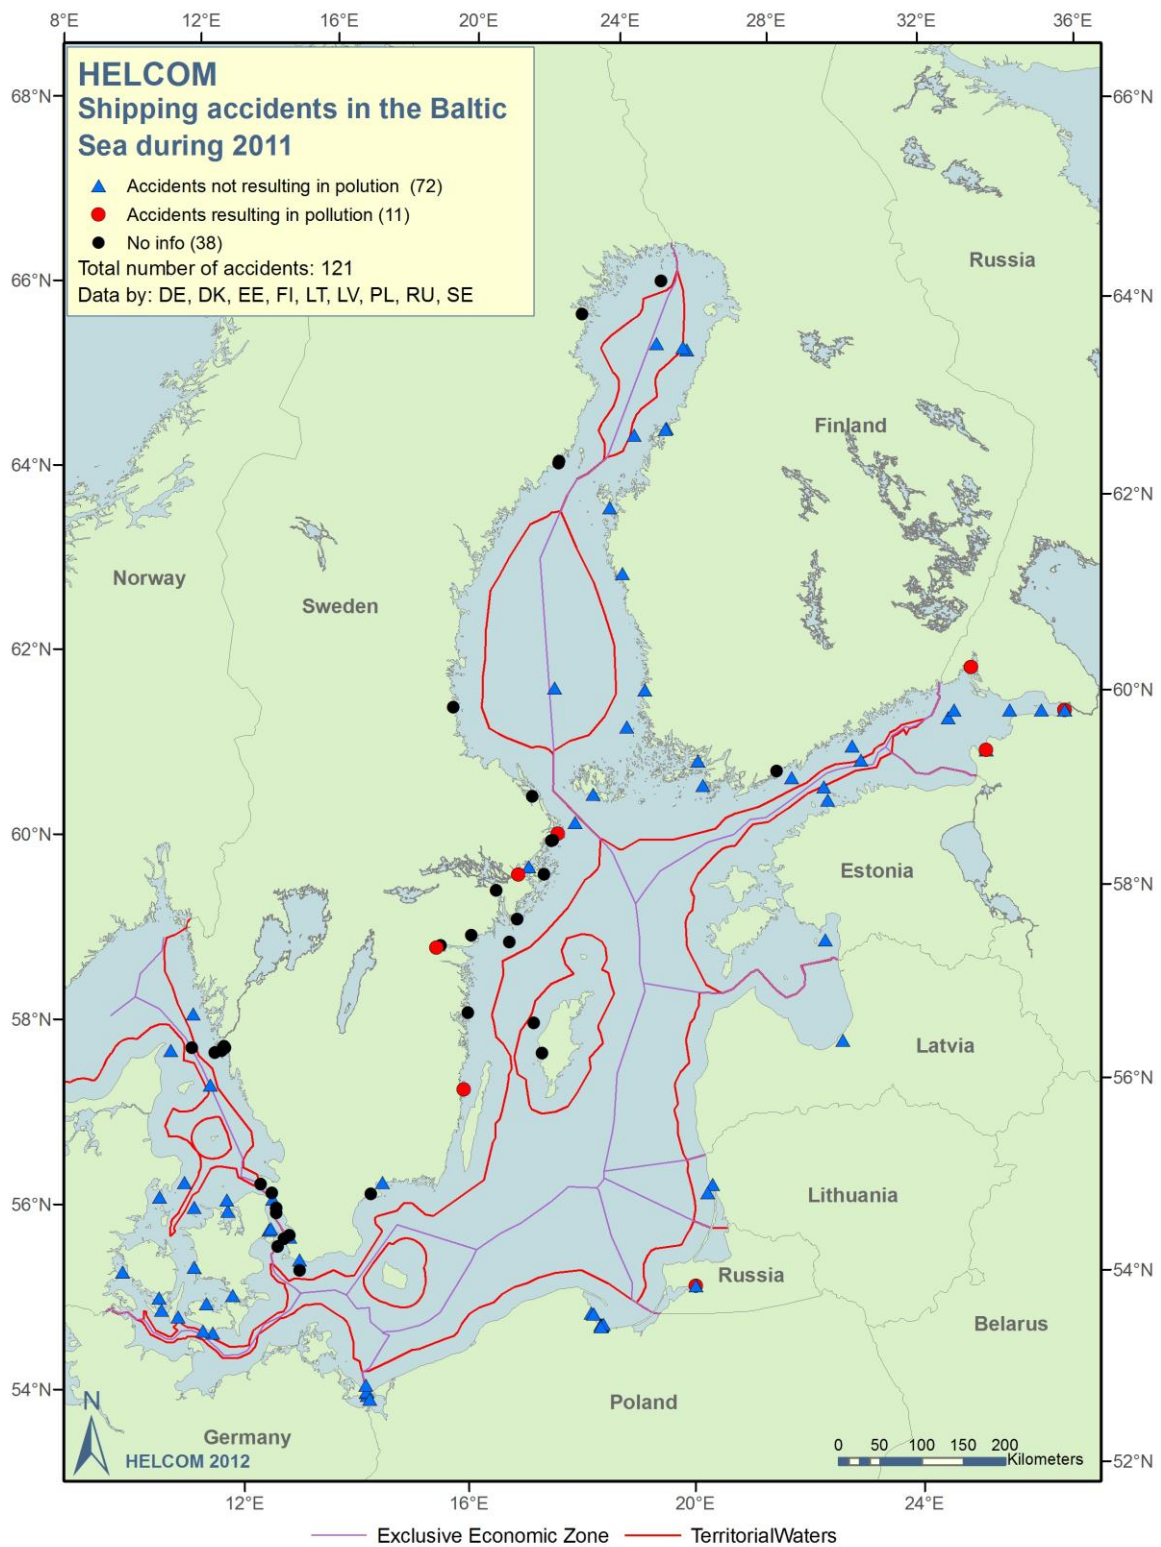 8°E 12°E 16°E 20°E 24°E 28°E 32°E 36°E
HELCOM
Shipping accidents in the Baltic
Sea during 2011
Accidents not resulting in polution (72)
Accidents resulting in pollution (11)
No info (38)
Total number of accidents: 121
Data by: DE, DK, EE, FI, LT, LV, PL, RU, SE
68°N 66°N
Russia
66°N 64°N
Finland
64°N 62°N
Norway
Sweden
62°N 60°N
60°N
Estonia 58°N
58°N
Latvia
56°N
56°N
Lithuania
Russia 54°N
Belarus
54°N
N
Poland
Germany
HELCOM 2012
0 50 100 150 200
Kilometers
52°N
12°E 16°E 20°E 24°E
Exclusive Economic Zone TerritorialWaters